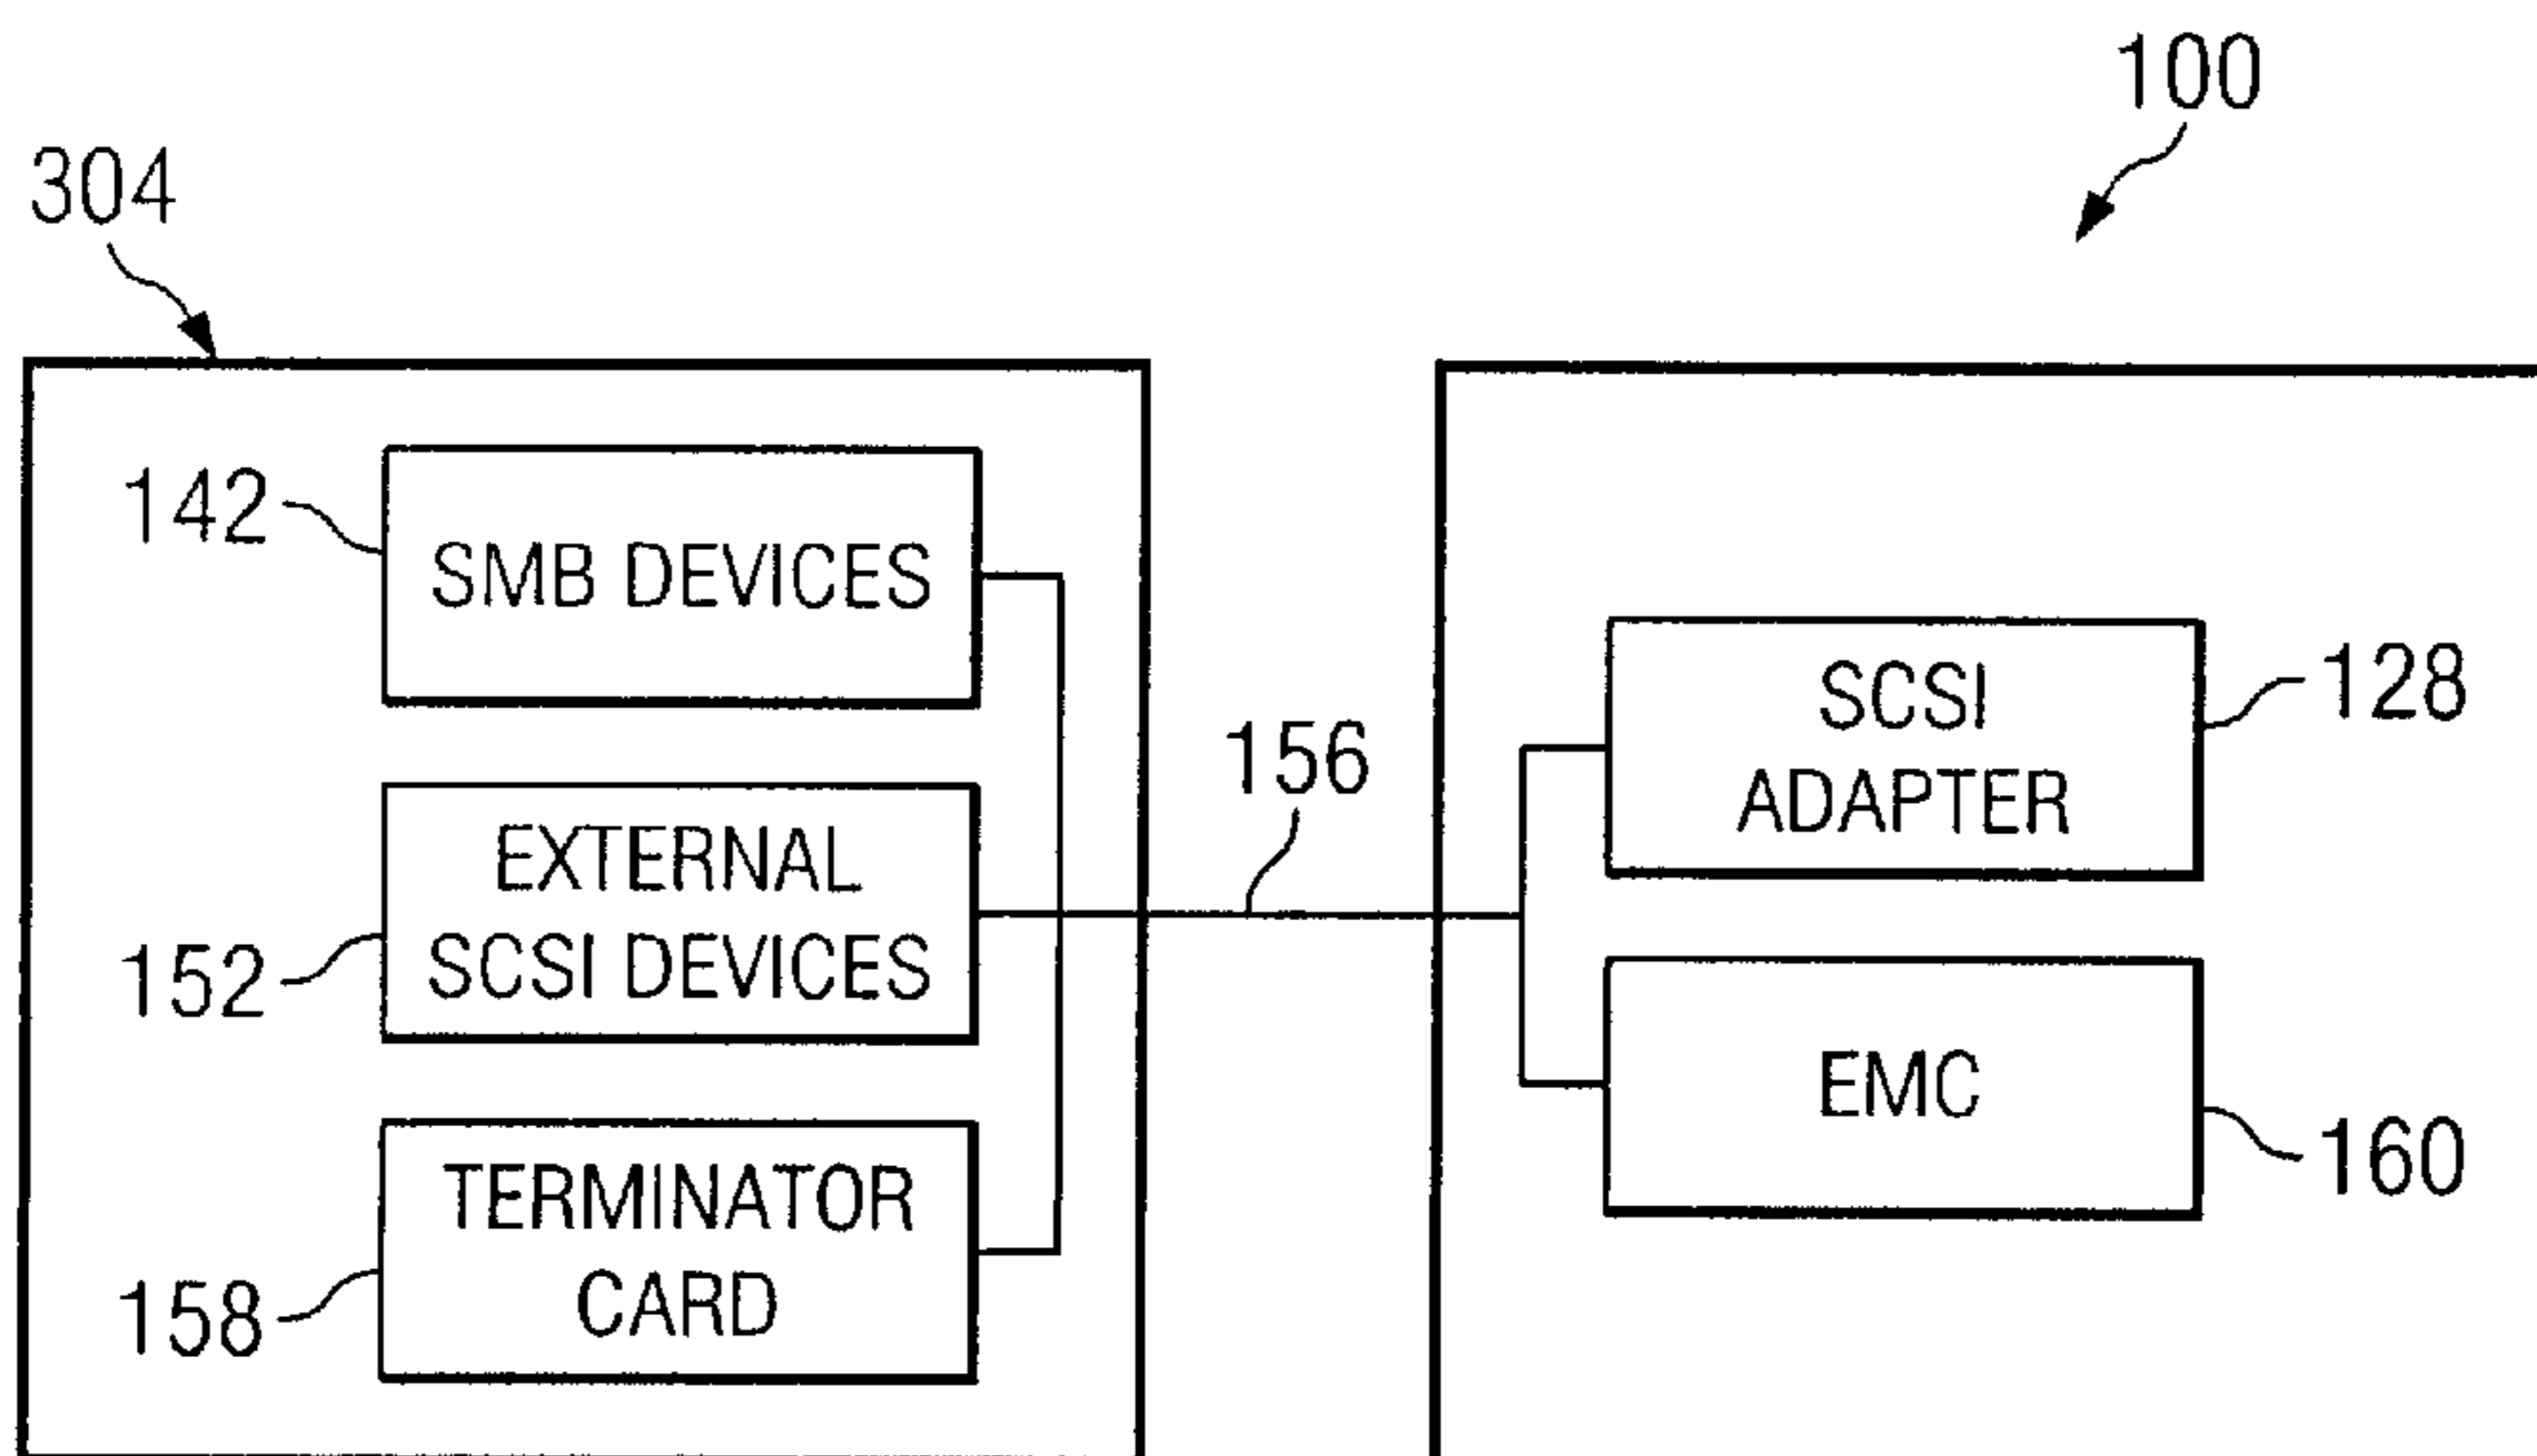 100
304
142
SMB DEVICES
128
SCSI
ADAPTER
156
152
EXTERNAL
SCSI DEVICES
160
EMC
158
TERMINATOR
CARD